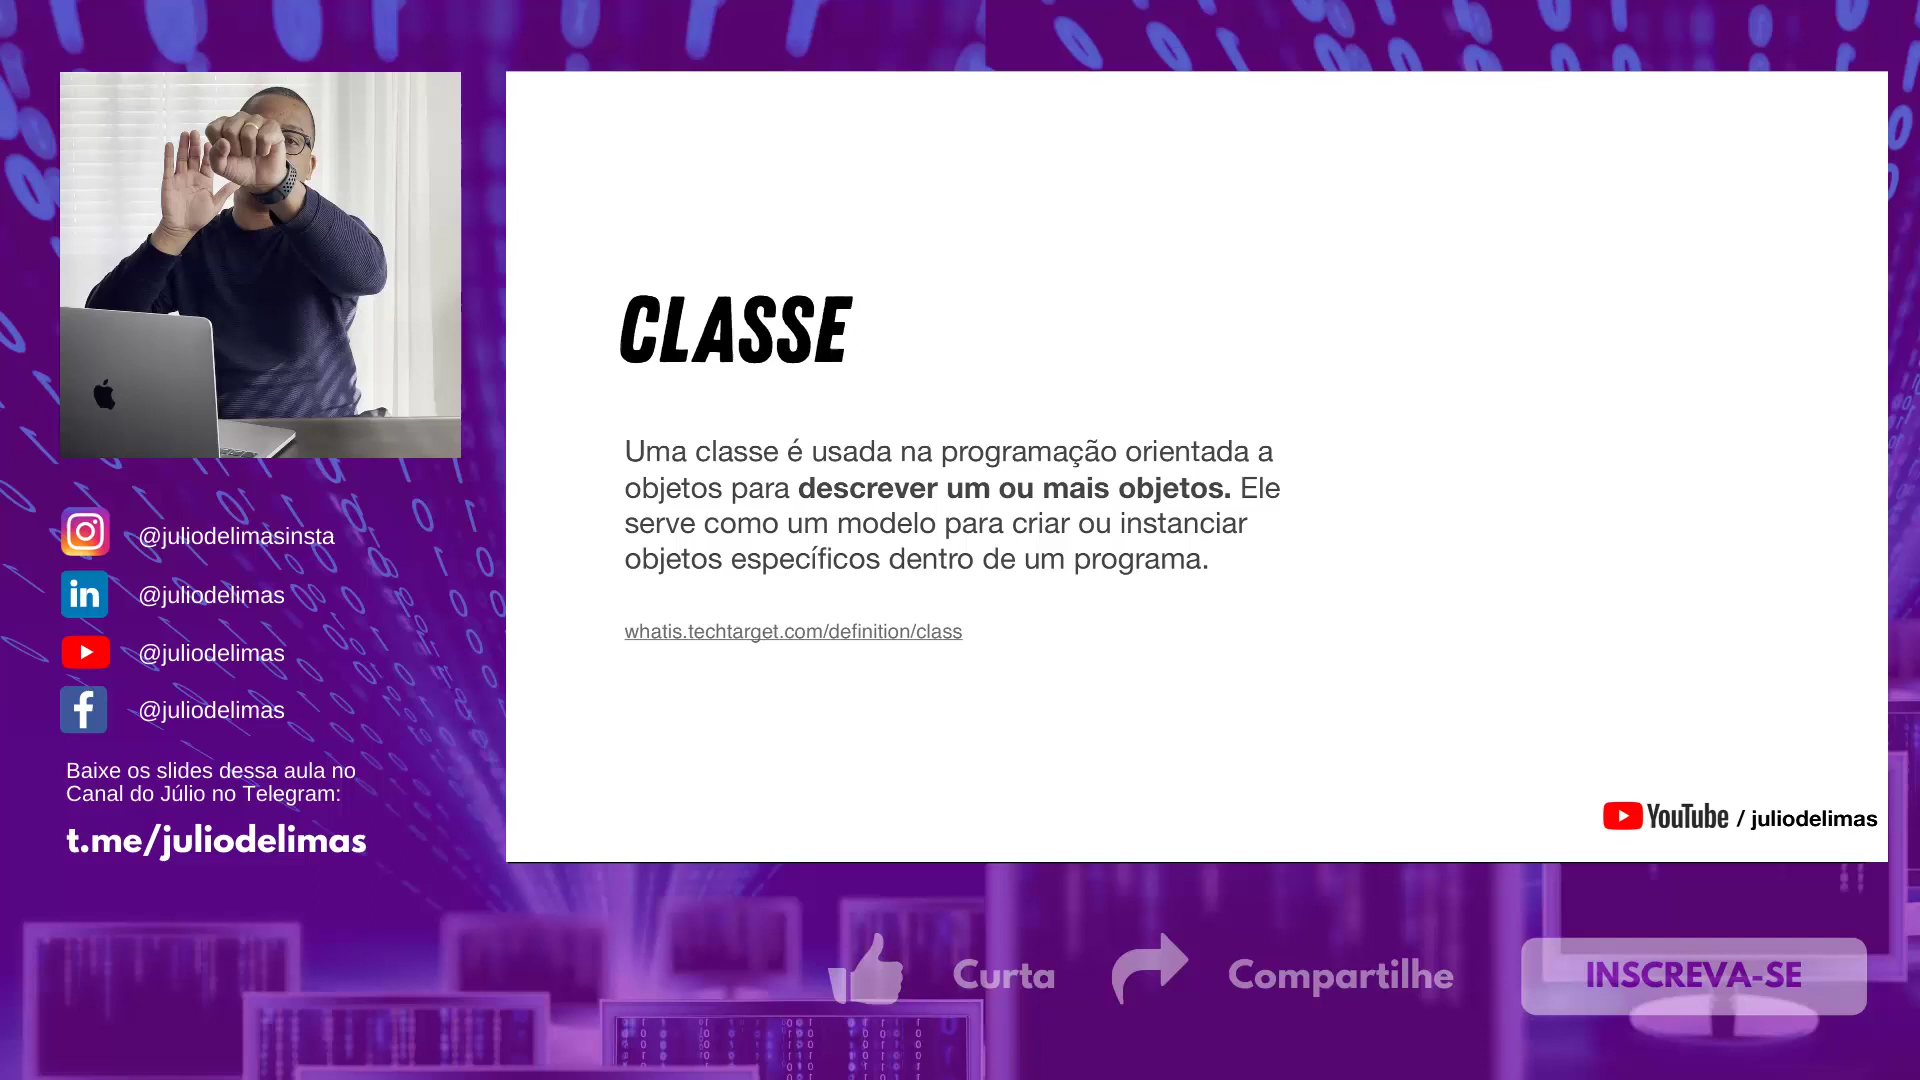 CLASSE
Uma classe é usada na programação orientada a
objetos para descrever um ou mais objetos. Ele
serve como um modelo para criar ou instanciar
objetos específicos dentro de um programa.
whatis.techtarget.com/definition/class
YouTube / juliodelimas
@juliodelimasinsta
in @juliodelimas
@juliodelimas
f @juliodelimas
Baixe os slides dessa aula no
Canal do Júlio no Telegram:
t.me/juliodelimas
Curta Compartilhe INSCREVA-SE